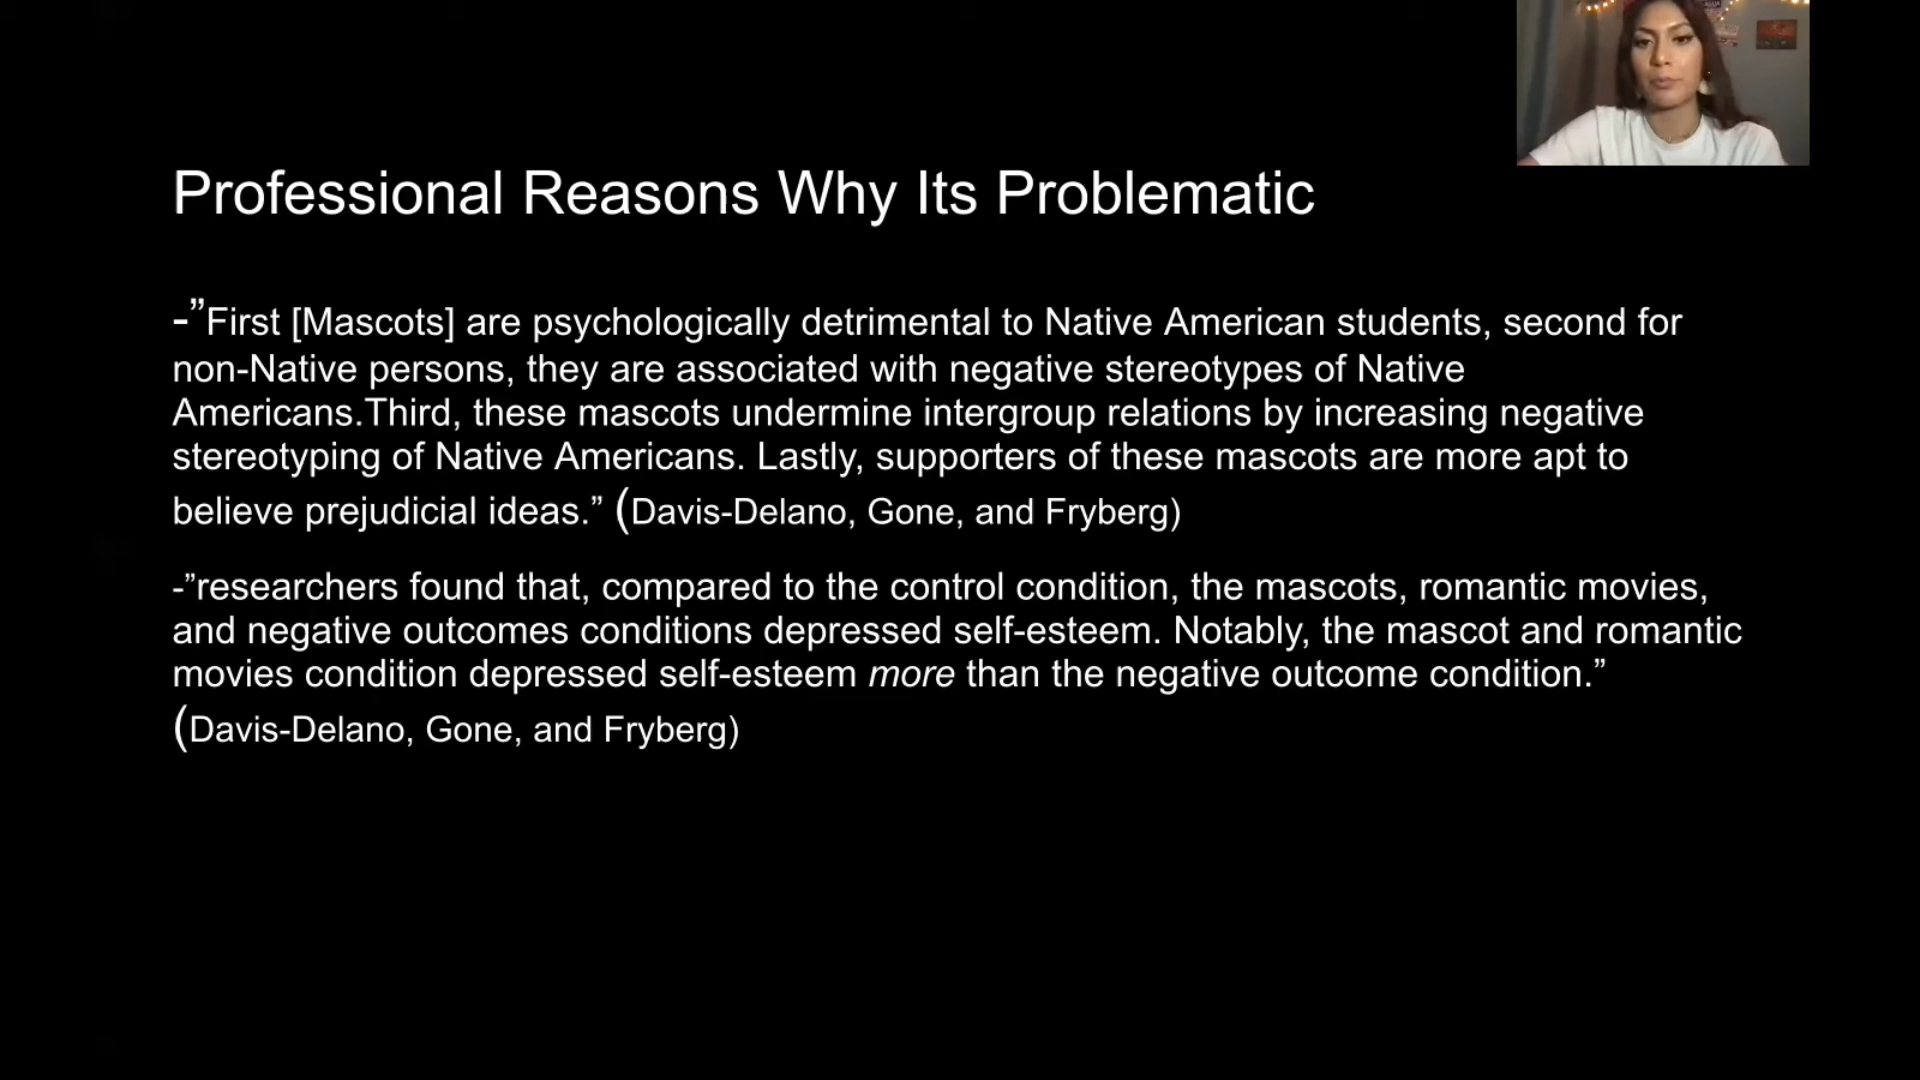 Professional Reasons Why Its Problematic
-”First [Mascots] are psychologically detrimental to Native American students, second for
non-Native persons, they are associated with negative stereotypes of Native
Americans.Third, these mascots undermine intergroup relations by increasing negative
stereotyping of Native Americans. Lastly, supporters of these mascots are more apt to
believe prejudicial ideas.” (Davis-Delano, Gone, and Fryberg)
-”researchers found that, compared to the control condition, the mascots, romantic movies,
and negative outcomes conditions depressed self-esteem. Notably, the mascot and romantic
movies condition depressed self-esteem more than the negative outcome condition.”
(Davis-Delano, Gone, and Fryberg)